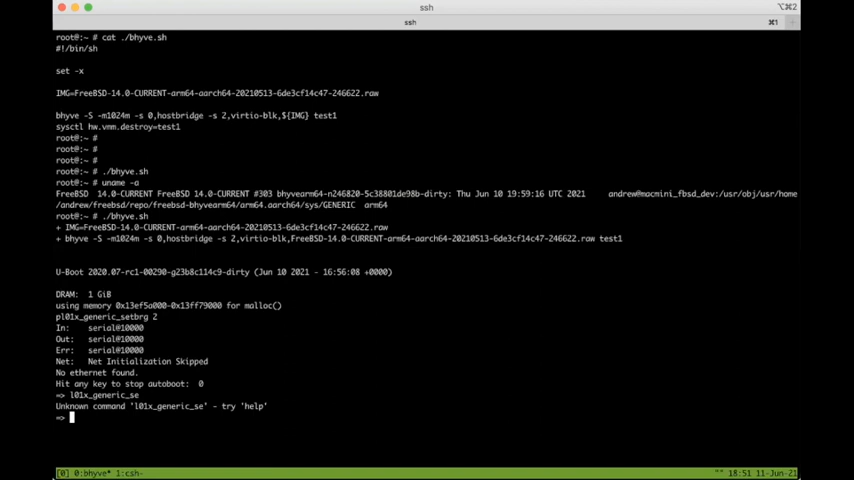 ssh
⌥⌘2
ssh
⌘1
+
root@:~ # cat ./bhyve.sh
#!/bin/sh
set -x
IMG=FreeBSD-14.0-CURRENT-arm64-aarch64-20210513-6de3cf14c47-246622.raw
bhyve -S -m1024m -s 0,hostbridge -s 2,virtio-blk,${IMG} test1
sysctl hw.vmm.destroy=test1
root@:~ #
root@:~ #
root@:~ #
root@:~ # ./bhyve.sh
root@:~ # uname -a
FreeBSD  14.0-CURRENT FreeBSD 14.0-CURRENT #303 bhyvearm64-n246820-5c38801de98b-dirty: Thu Jun 10 19:59:16 UTC 2021     andrew@macmini_fbsd_dev:/usr/obj/usr/home
/andrew/freebsd/repo/freebsd-bhyvearm64/arm64.aarch64/sys/GENERIC  arm64
root@:~ # ./bhyve.sh
+ IMG=FreeBSD-14.0-CURRENT-arm64-aarch64-20210513-6de3cf14c47-246622.raw
+ bhyve -S -m1024m -s 0,hostbridge -s 2,virtio-blk,FreeBSD-14.0-CURRENT-arm64-aarch64-20210513-6de3cf14c47-246622.raw test1
U-Boot 2020.07-rc1-00290-g23b8c114c9-dirty (Jun 10 2021 - 16:56:08 +0000)
DRAM:  1 GiB
using memory 0x13ef5a000-0x13ff79000 for malloc()
pl01x_generic_setbrg 2
In:    serial@10000
Out:   serial@10000
Err:   serial@10000
Net:   Net Initialization Skipped
No ethernet found.
Hit any key to stop autoboot:  0
=> l01x_generic_se
Unknown command 'l01x_generic_se' - try 'help'
=>
[0] 0:bhyve* 1:csh-
"" 18:51 11-Jun-21